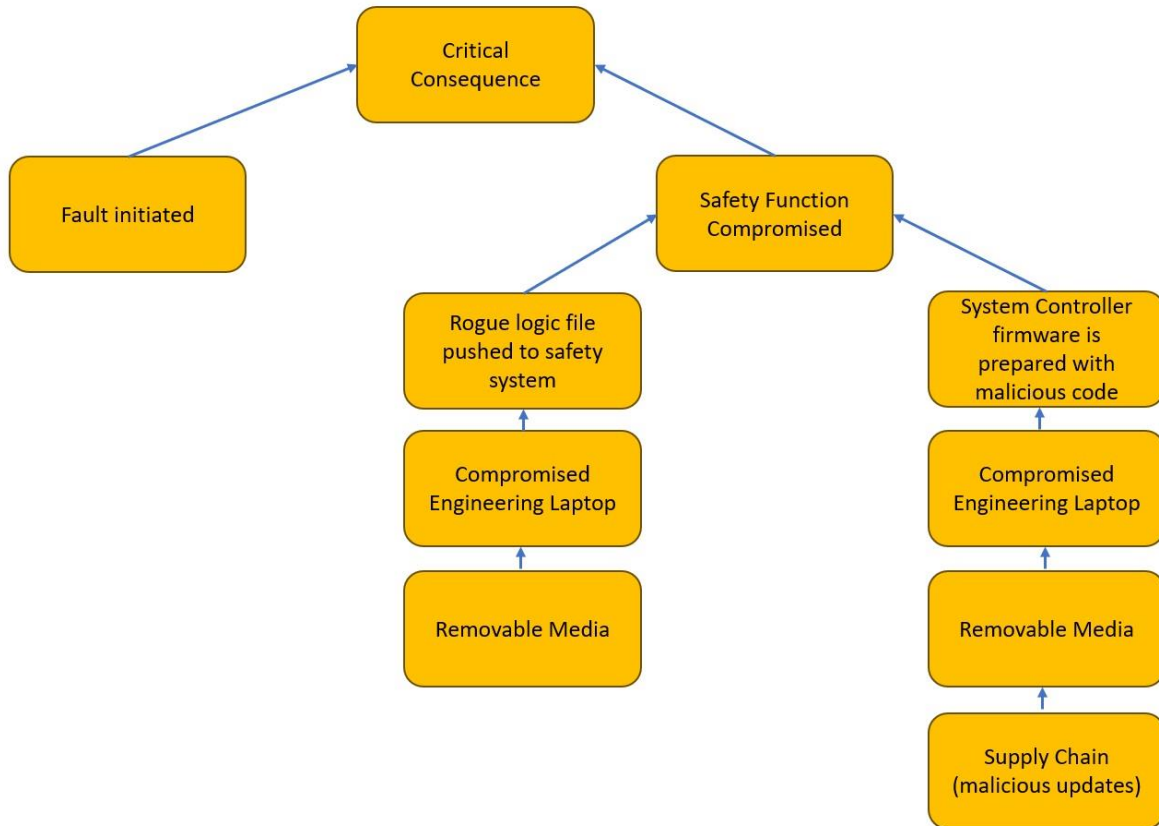 Critical
Consequence
Fault initiated
Safety Function
Compromised
Rogue logic file
pushed to safety
system
System Controller
firmware is
prepared with
malicious code
Compromised
Engineering Laptop
Compromised
Engineering Laptop
Removable Media
Removable Media
Supply Chain
(malicious updates)